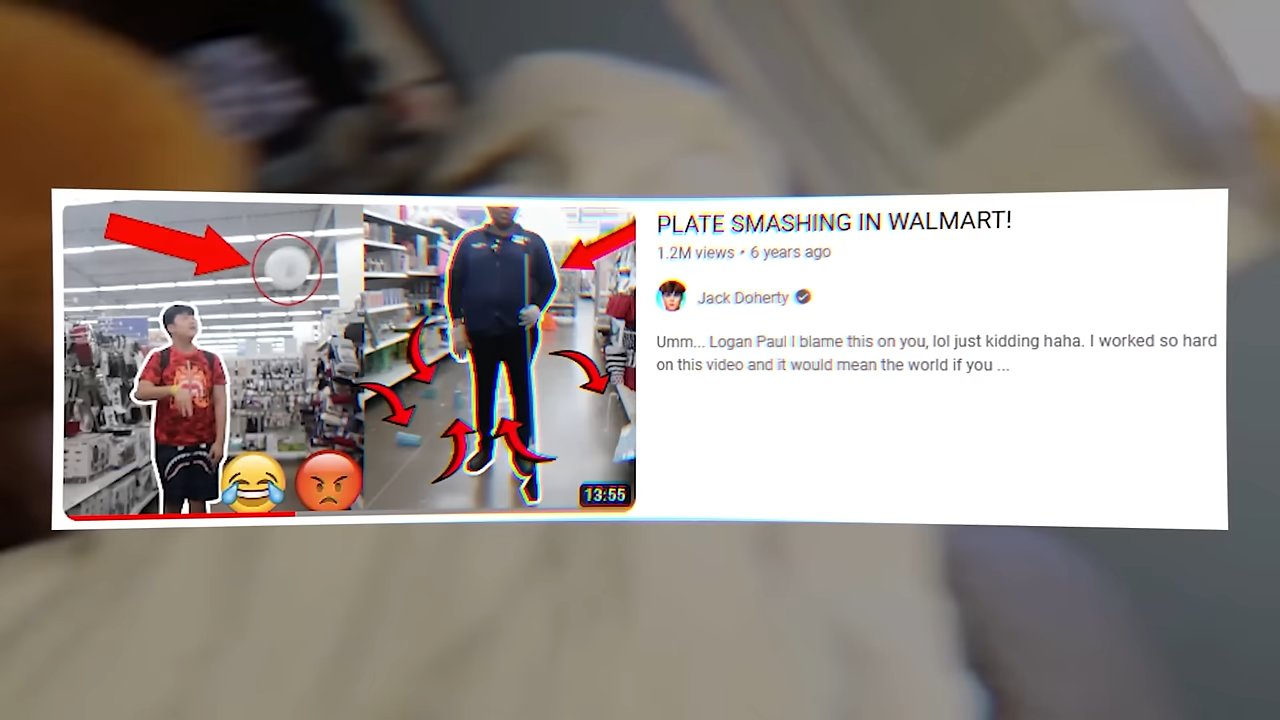 PLATE SMASHING IN WALMART!
1.2M views • 6 years ago
Jack Doherty
Umm... Logan Paul I blame this on you, lol just kidding haha. I worked so hard
on this video and it would mean the world if you ...
13:55